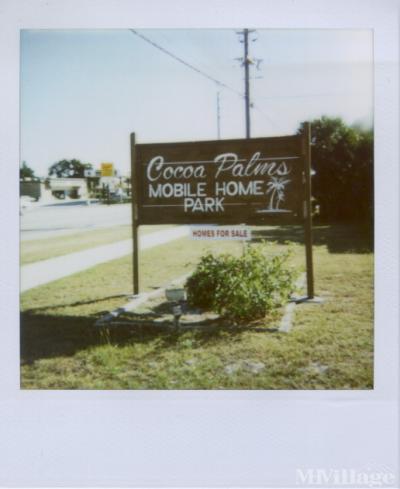 Cocoa Palms
MOBILE HOME
PARK
HOMES FOR SALE
MHVillage